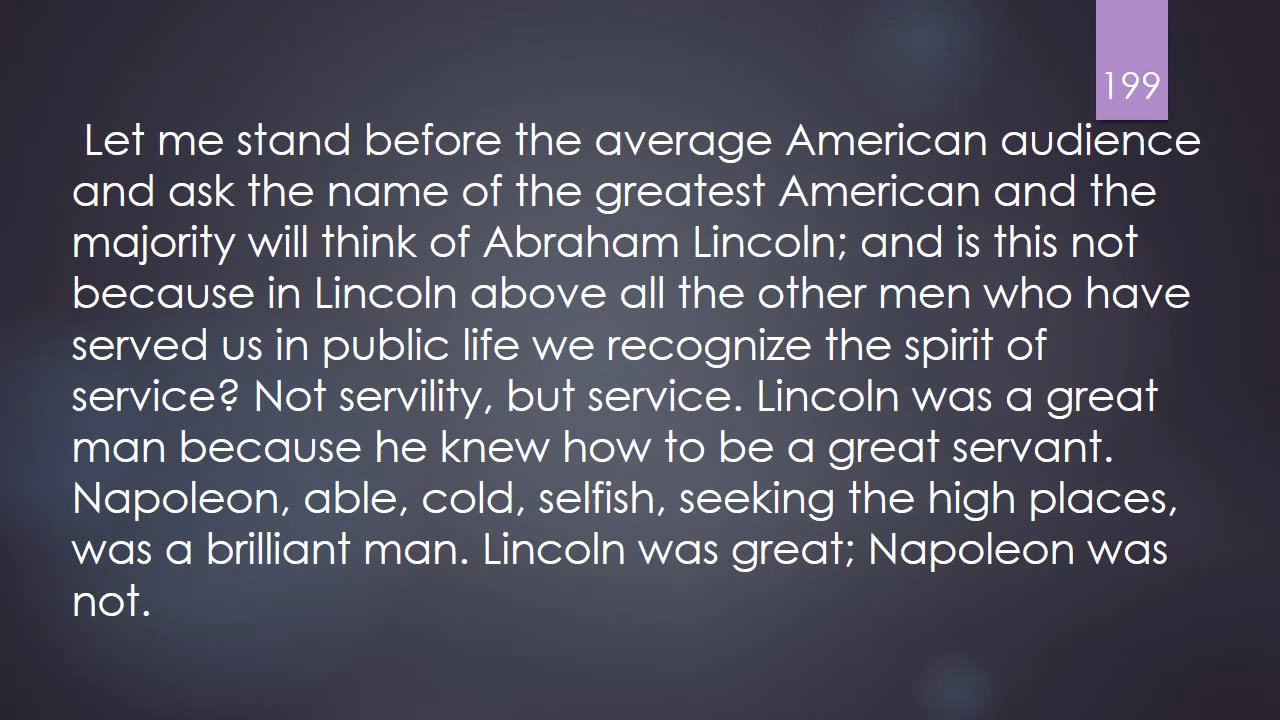 199
Let me stand before the average American audience
and ask the name of the greatest American and the
majority will think of Abraham Lincoln; and is this not
because in Lincoln above all the other men who have
served us in public life we recognize the spirit of
service? Not servility, but service. Lincoln was a great
man because he knew how to be a great servant.
Napoleon, able, cold, selfish, seeking the high places,
was a brilliant man. Lincoln was great; Napoleon was
not.